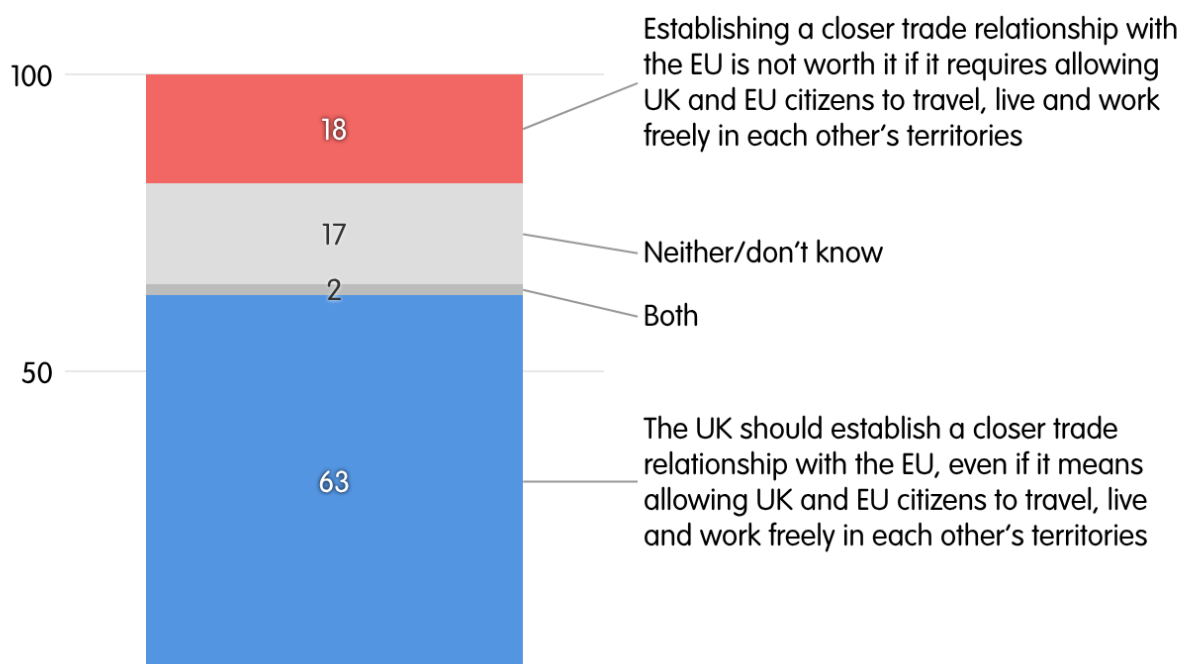 Establishing a closer trade relationship with
the EU is not worth it if it requires allowing
UK and EU citizens to travel, live and work
freely in each other’s territories
100
18
17
Neither/don’t know
2
Both
50
The UK should establish a closer trade
relationship with the EU, even if it means
allowing UK and EU citizens to travel, live
and work freely in each other’s territories
63